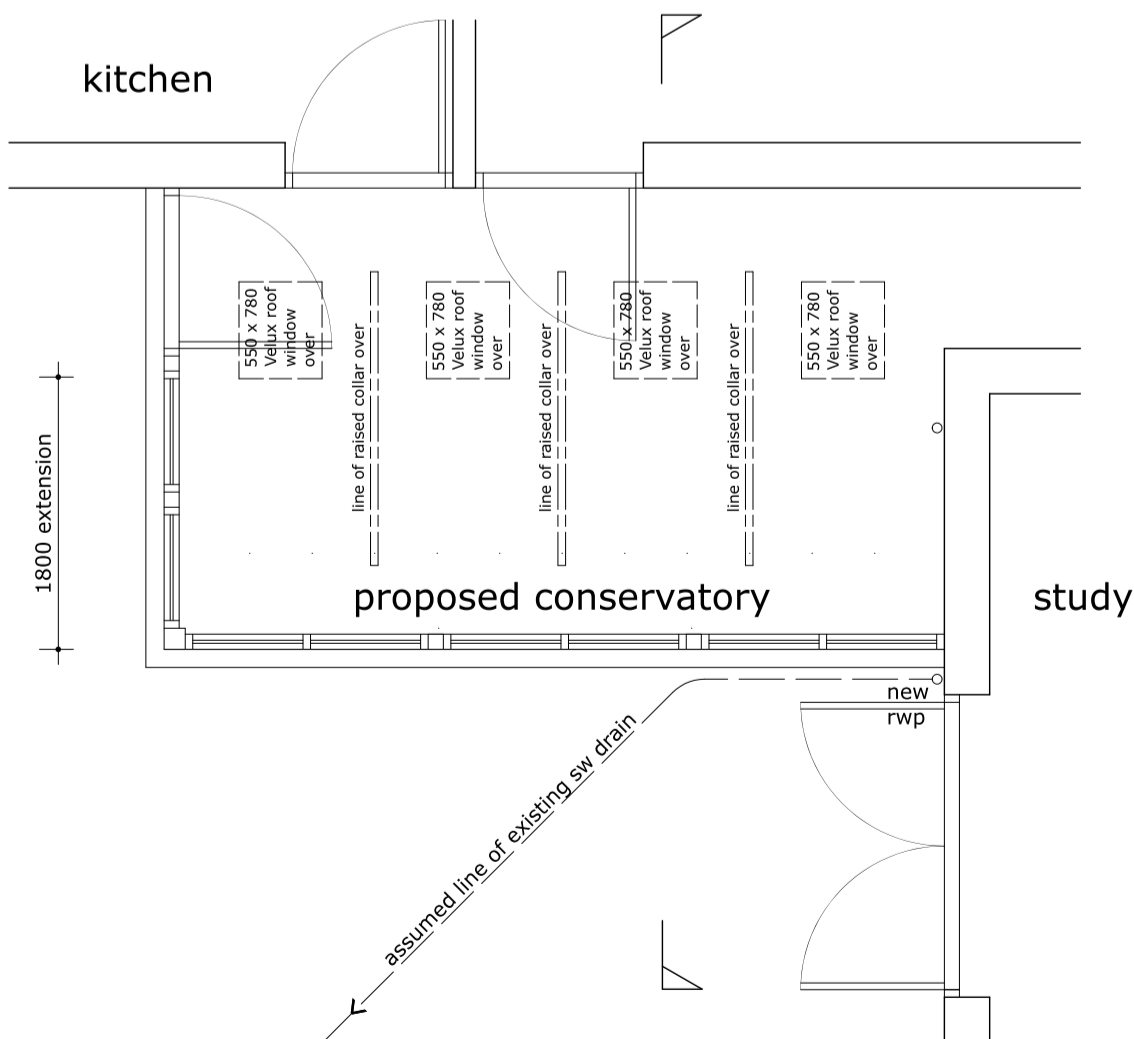 kitchen
550 x 780
Velux roof
window
over
line of raised collar over
550 x 780
Velux roof
window
over
line of raised collar over
550 x 780
Velux roof
window
over
line of raised collar over
550 x 780
Velux roof
window
over
1800 extension
proposed conservatory
study
new
rwp
assumed line of existing sw drain